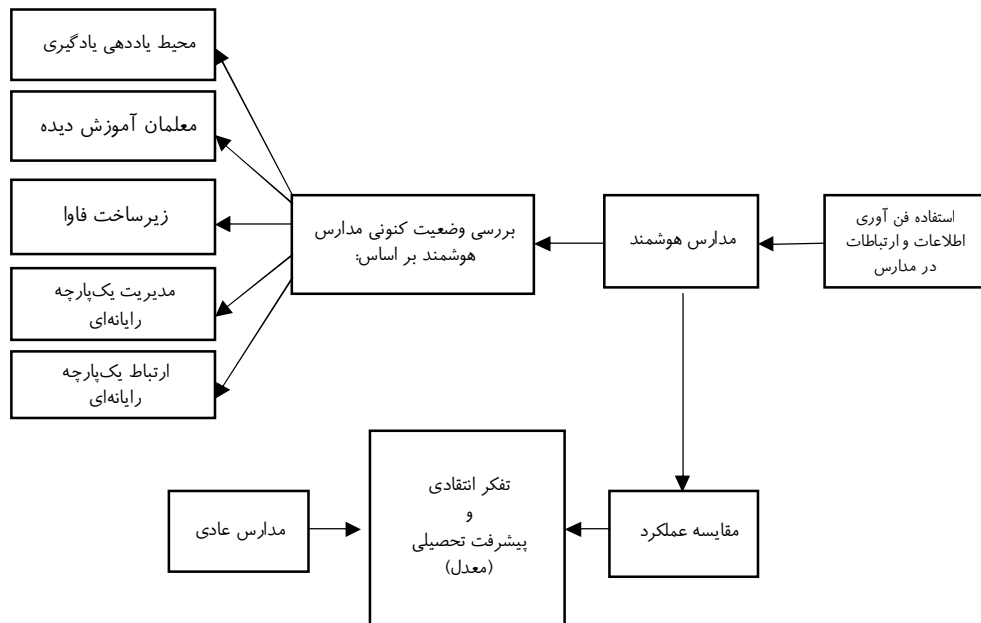 محیط یاددهی یادگیری
معلمان آموزش دیده
زیرساخت فاوا
مدیریت یک‌پارچه
رایانه‌ای
ارتباط یک‌پارچه
رایانه‌ای
بررسی وضعیت کنونی مدارس
هوشمند بر اساس:
مدارس هوشمند
استفاده فن آوری
اطلاعات و ارتباطات
در مدارس
مدارس عادی
تفکر انتقادی
و
پیشرفت تحصیلی
(معدل)
مقایسه عملکرد